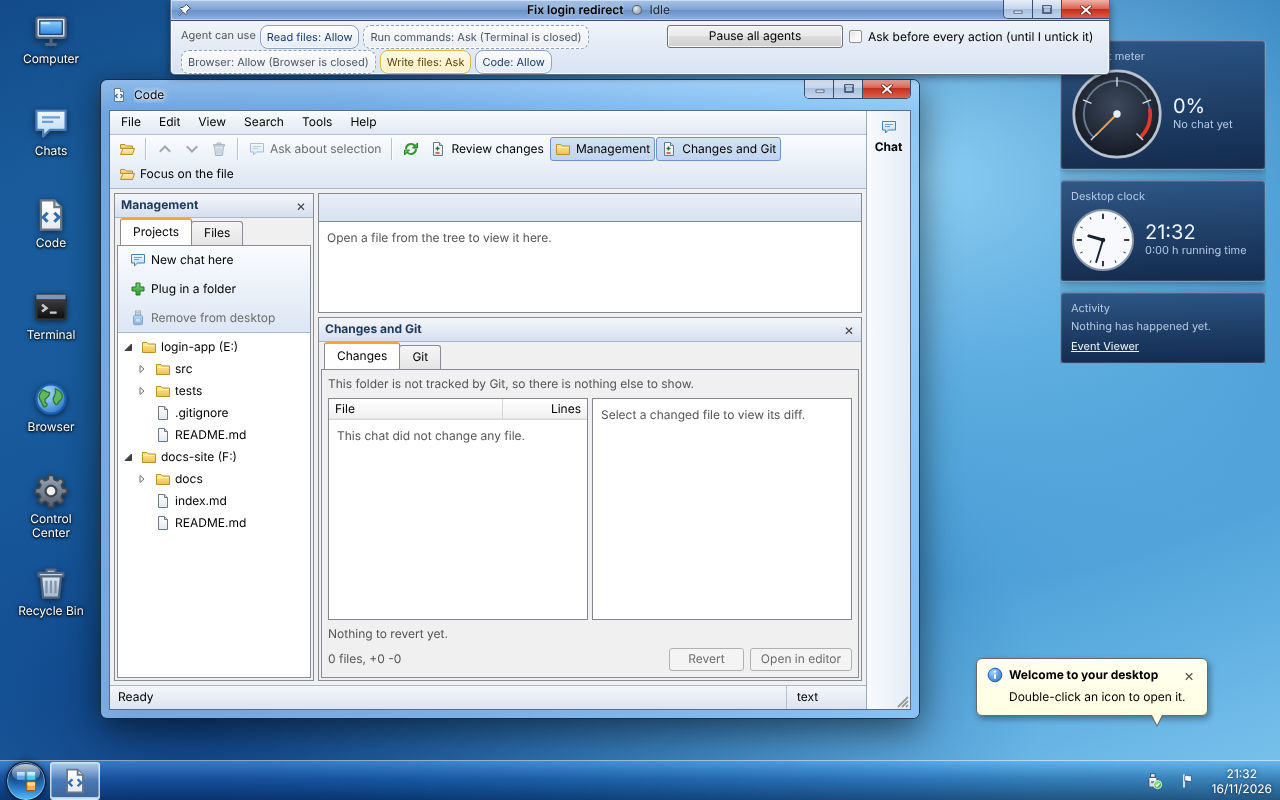 Fix login redirect Idle
Agent can use Read files: Allow Run commands: Ask (Terminal is closed)
Browser: Allow (Browser is closed) Write files: Ask Code: Allow
Pause all agents Ask before every action (until I untick it)
Computer
Chats
Code
Terminal
Browser
Control
Center
Recycle Bin
Code
File Edit View Search Tools Help
Ask about selection Review changes Management Changes and Git
Focus on the file
Chat
Management
Projects Files
New chat here
Plug in a folder
Remove from desktop
login-app (E:)
src
tests
.gitignore
README.md
docs-site (F:)
docs
index.md
README.md
Open a file from the tree to view it here.
Changes and Git
Changes Git
This folder is not tracked by Git, so there is nothing else to show.
File Lines
This chat did not change any file.
Select a changed file to view its diff.
Nothing to revert yet.
0 files, +0 -0 Revert Open in editor
Ready text
meter
0%
No chat yet
Desktop clock
21:32
0:00 h running time
Activity
Nothing has happened yet.
Event Viewer
Welcome to your desktop
Double-click an icon to open it.
21:32
16/11/2026